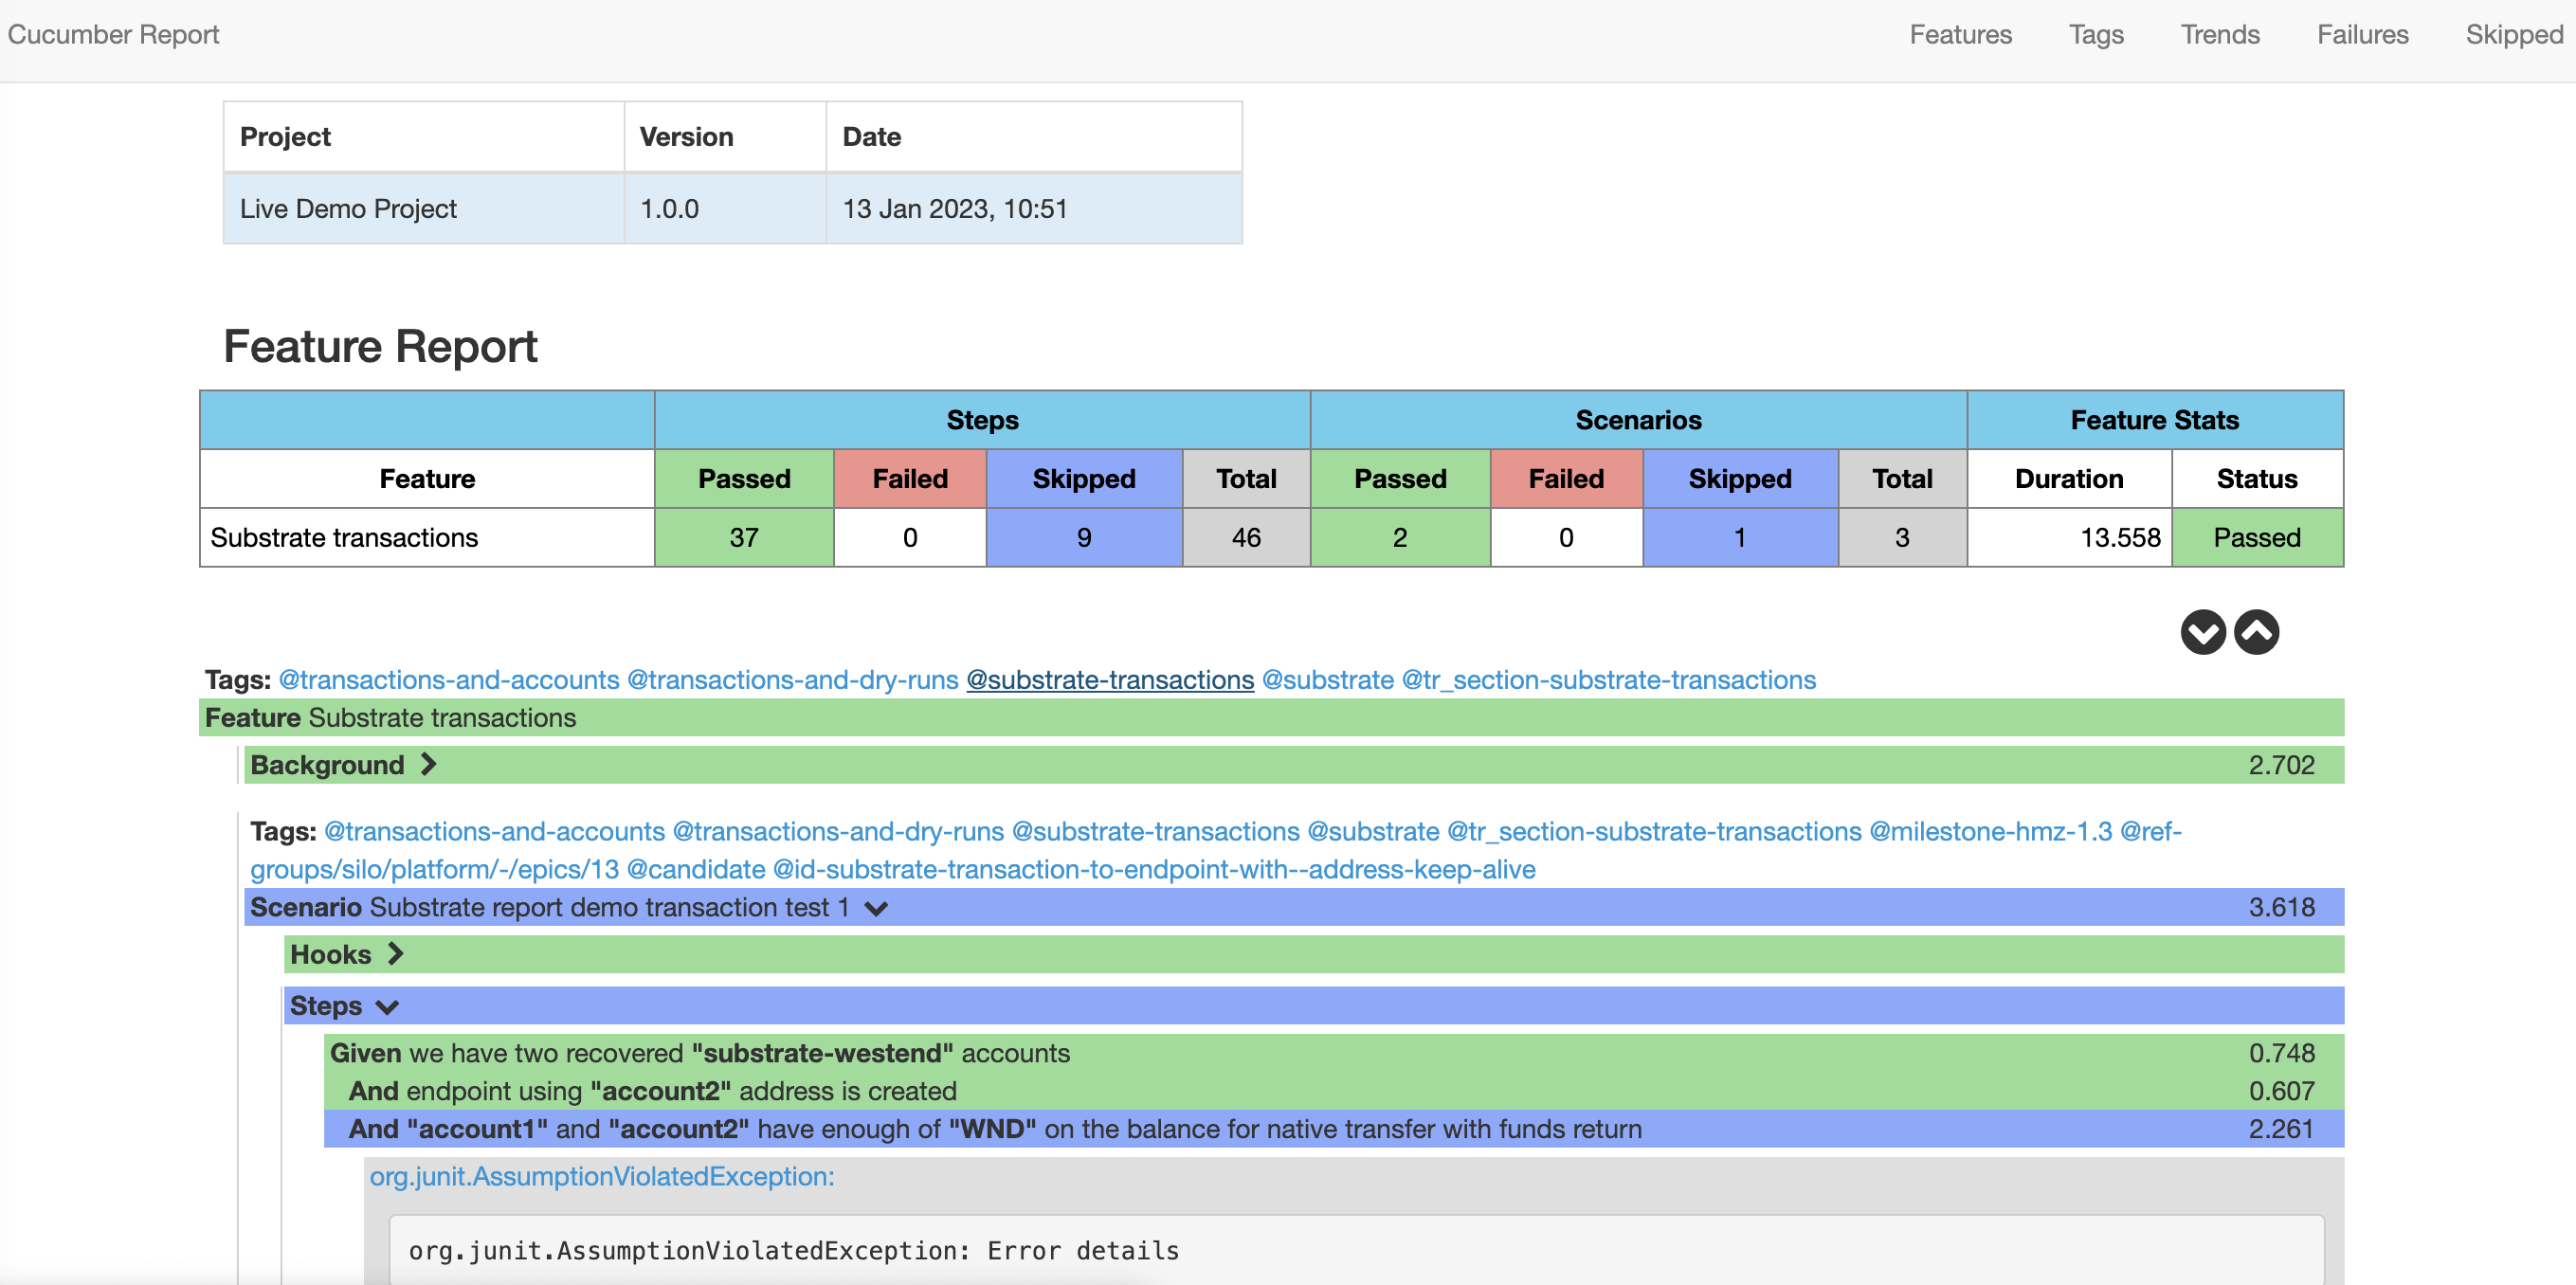 Cucumber Report Features Tags Trends Failures Skipped
Project Version Date
Live Demo Project 1.0.0 13 Jan 2023, 10:51
Feature Report
Steps Scenarios Feature Stats
Feature Passed Failed Skipped Total Passed Failed Skipped Total Duration Status
Substrate transactions 37 0 9 46 2 0 1 3 13.558 Passed
Tags: @transactions-and-accounts @transactions-and-dry-runs @substrate-transactions @substrate @tr_section-substrate-transactions
Feature Substrate transactions
Background 2.702
Tags: @transactions-and-accounts @transactions-and-dry-runs @substrate-transactions @substrate @tr_section-substrate-transactions @milestone-hmz-1.3 @ref-
groups/silo/platform/-/epics/13 @candidate @id-substrate-transaction-to-endpoint-with--address-keep-alive
Scenario Substrate report demo transaction test 1 3.618
Hooks
Steps
Given we have two recovered "substrate-westend" accounts 0.748
And endpoint using "account2" address is created 0.607
And "account1" and "account2" have enough of "WND" on the balance for native transfer with funds return 2.261
org.junit.AssumptionViolatedException:
org.junit.AssumptionViolatedException: Error details